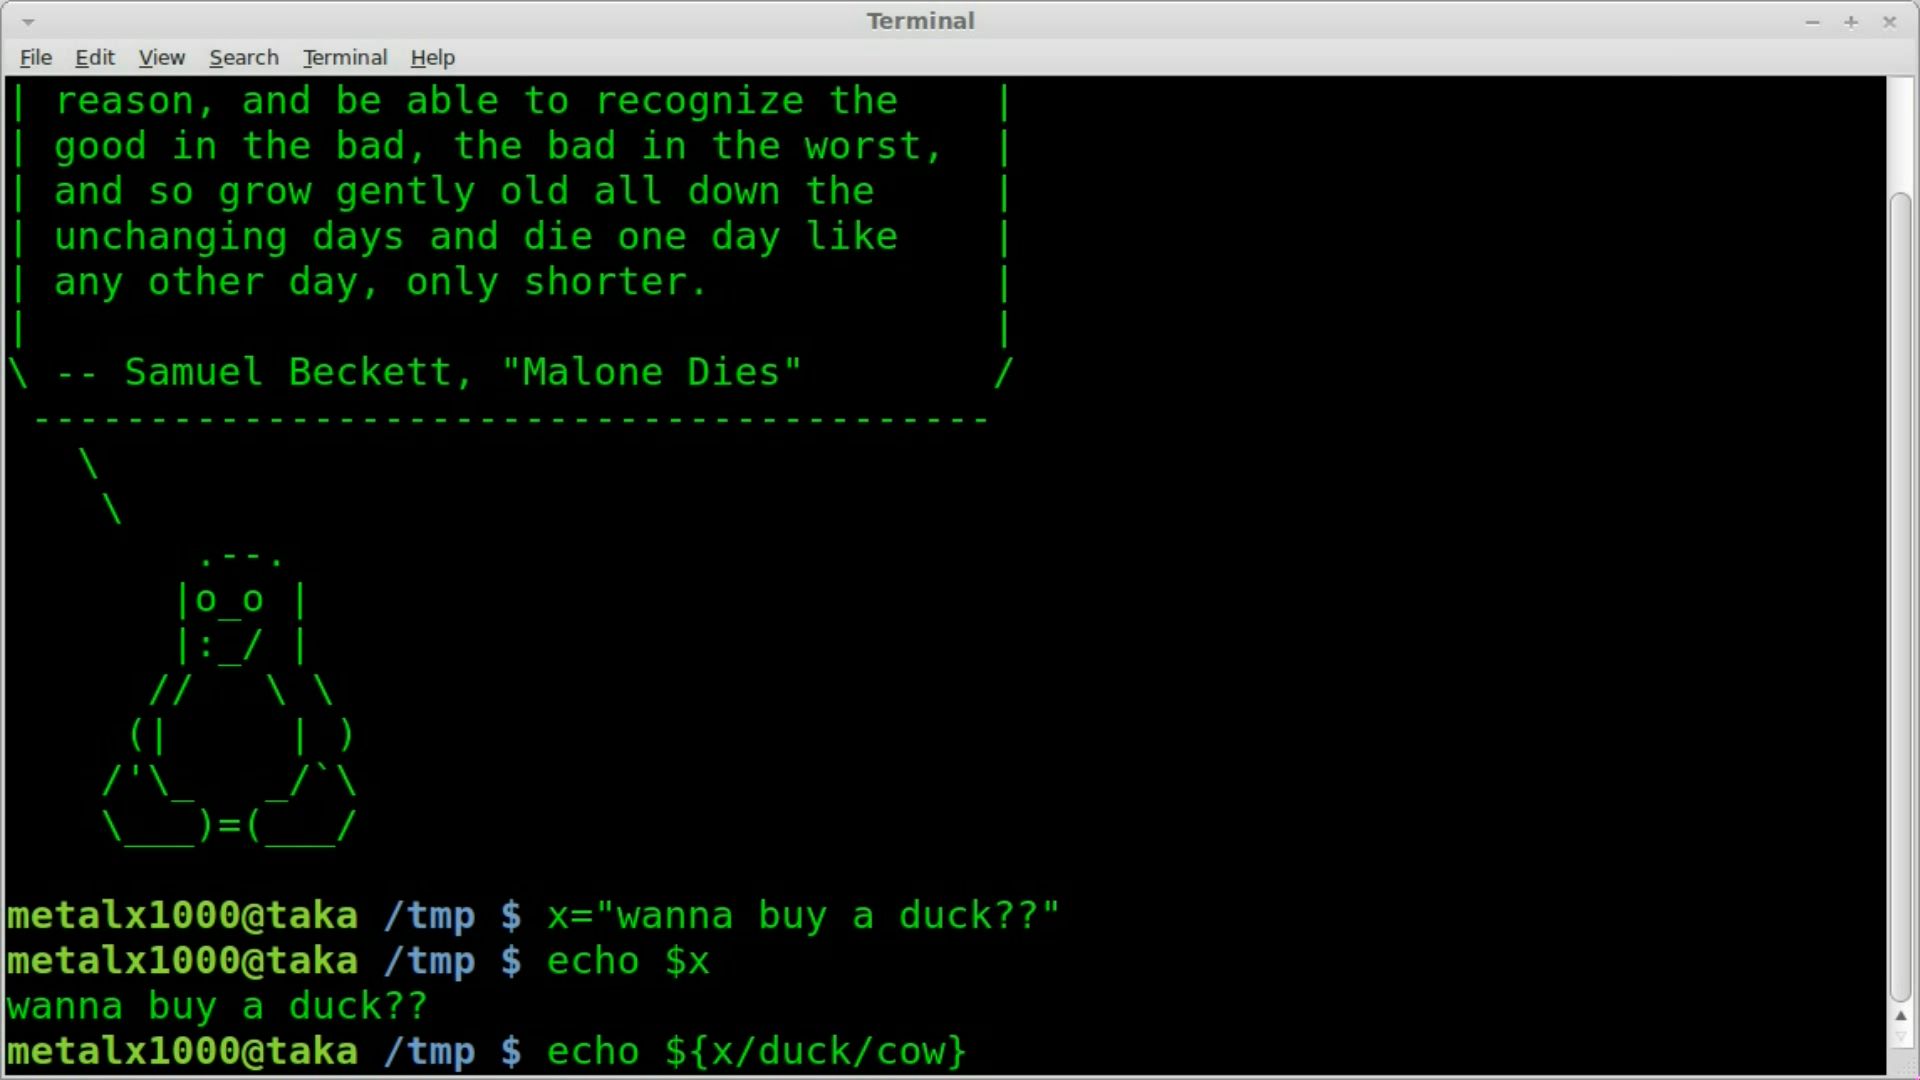 Terminal
File Edit View Search Terminal Help
| reason, and be able to recognize the    |
| good in the bad, the bad in the worst,  |
| and so grow gently old all down the     |
| unchanging days and die one day like    |
| any other day, only shorter.            |
|                                         |
\ -- Samuel Beckett, "Malone Dies"        /
 -----------------------------------------
   \
    \
        .--.
       |o_o |
       |:_/ |
      //   \ \
     (|     | )
    /'\_   _/`\
    \___)=(___/
metalx1000@taka /tmp $ x="wanna buy a duck??"
metalx1000@taka /tmp $ echo $x
wanna buy a duck??
metalx1000@taka /tmp $ echo ${x/duck/cow}